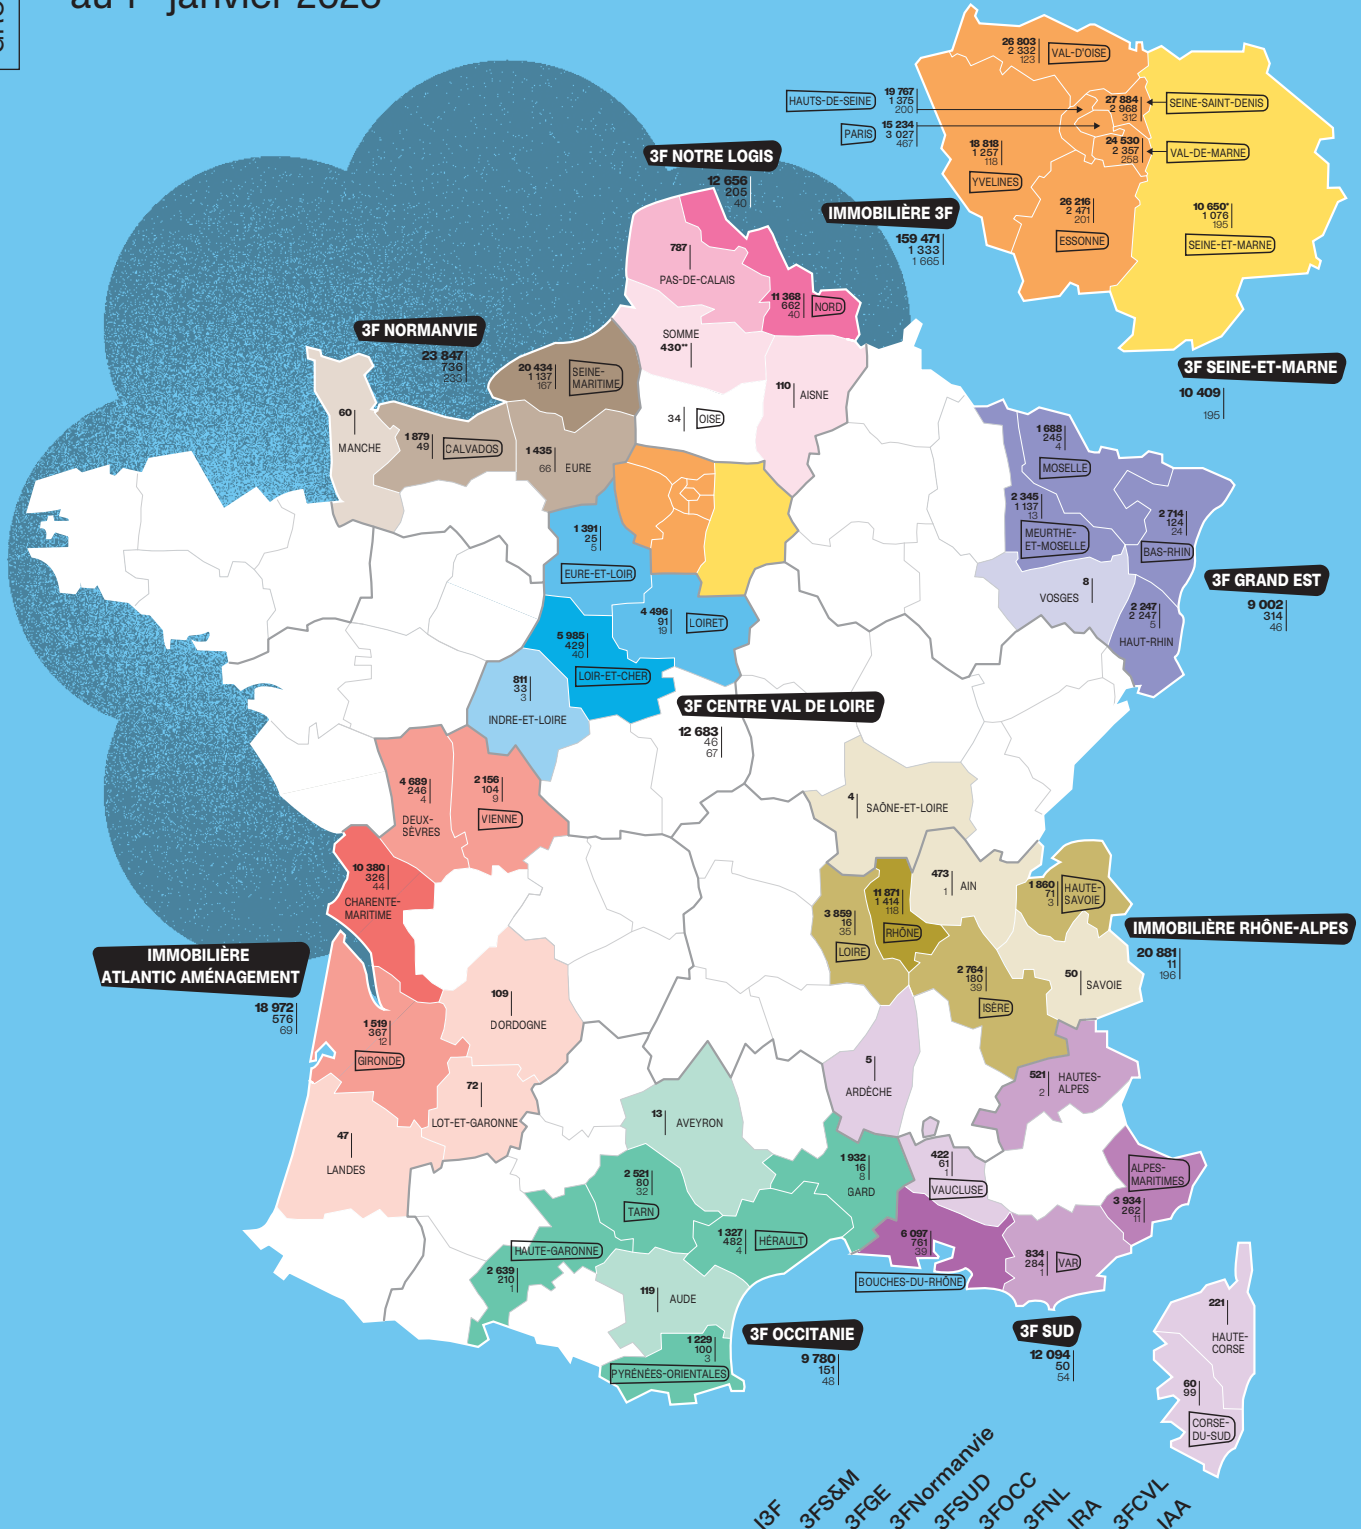 au 1er janvier 2026
26 803
2 332
123
VAL-D'OISE
HAUTS-DE-SEINE
19 767
1 375
200
27 884
2 968
312
SEINE-SAINT-DENIS
PARIS
15 234
3 027
467
24 530
2 357
258
VAL-DE-MARNE
18 818
1 257
118
YVELINES
26 216
2 471
201
ESSONNE
10 650*
1 076
195
SEINE-ET-MARNE
3F NOTRE LOGIS
12 656
205
40
IMMOBILIÈRE 3F
159 471
1 333
1 665
787
PAS-DE-CALAIS
11 368
662
40
NORD
SOMME
430**
3F NORMANVIE
23 847
736
233
20 434
1 137
167
SEINE-
MARITIME
3F SEINE-ET-MARNE
10 409
195
110
AISNE
34
OISE
60
MANCHE
1 879
49
CALVADOS
1 435
66
EURE
1 688
245
4
MOSELLE
2 345
1 137
13
MEURTHE-
ET-MOSELLE
2 714
124
24
BAS-RHIN
1 391
25
5
EURE-ET-LOIR
8
VOSGES
3F GRAND EST
9 002
314
46
2 247
2 247
5
HAUT-RHIN
4 496
91
19
LOIRET
5 985
429
40
LOIR-ET-CHER
811
33
3
INDRE-ET-LOIRE
3F CENTRE VAL DE LOIRE
12 683
46
67
4 689
246
4
DEUX-
SÈVRES
2 156
104
9
VIENNE
4
SAÔNE-ET-LOIRE
10 380
326
44
CHARENTE-
MARITIME
473
1
AIN
1 860
71
3
HAUTE-
SAVOIE
11 871
1 414
118
RHÔNE
3 859
16
35
LOIRE
IMMOBILIÈRE RHÔNE-ALPES
20 881
11
196
IMMOBILIÈRE
ATLANTIC AMÉNAGEMENT
18 972
576
69
2 764
180
39
ISÈRE
50
SAVOIE
109
DORDOGNE
1 519
367
12
GIRONDE
5
ARDÈCHE
521
2
HAUTES-
ALPES
72
LOT-ET-GARONNE
13
AVEYRON
47
LANDES
1 932
16
8
GARD
422
61
1
VAUCLUSE
ALPES-
MARITIMES
3 934
262
11
2 521
80
32
TARN
1 327
482
4
HÉRAULT
6 097
761
39
BOUCHES-DU-RHÔNE
834
284
1
VAR
HAUTE-GARONNE
2 639
210
1
119
AUDE
1 229
100
3
PYRÉNÉES-ORIENTALES
3F OCCITANIE
9 780
151
48
3F SUD
12 094
50
54
221
HAUTE-
CORSE
60
99
CORSE-
DU-SUD
I3F
3FS&M
3FGE
3FNormanvie
3FSUD
3FOCC
3FNL
IRA
3FCVL
IAA